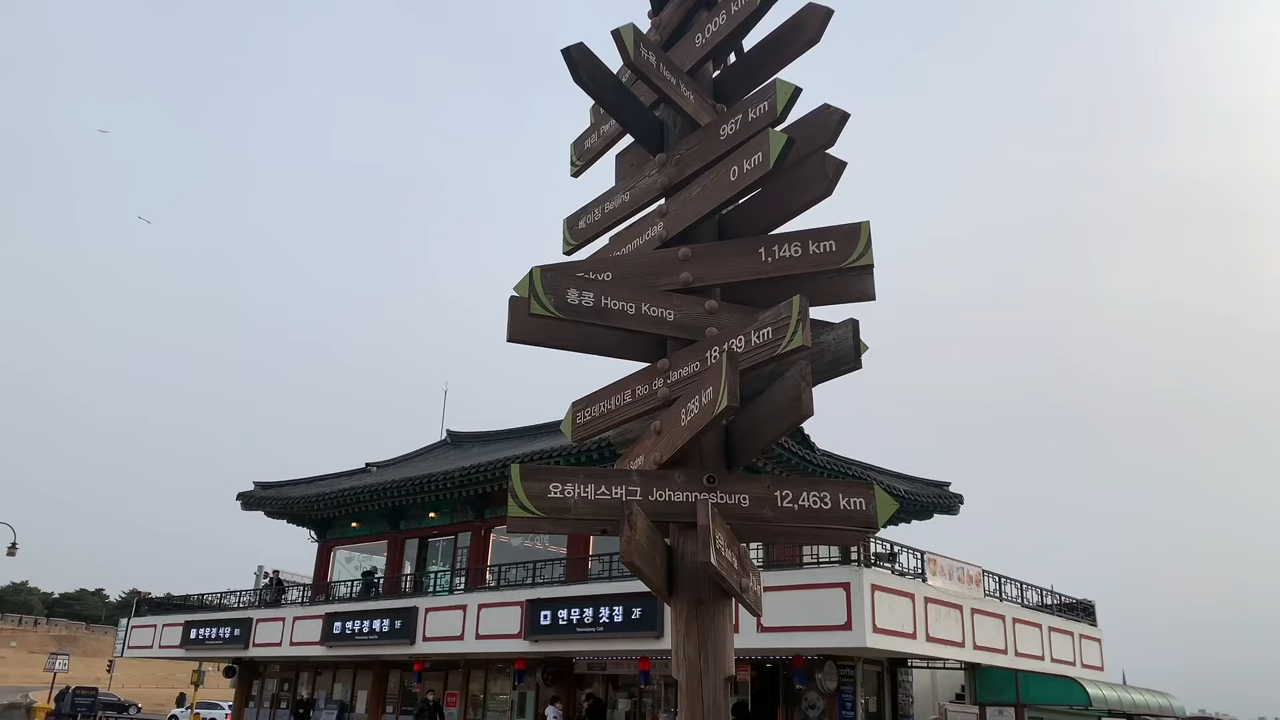 9,006 km
뉴욕 New York
파리 Paris
967 km
베이징 Beijing
0 km
1,146 km
Tokyo
홍콩 Hong Kong
18,139 km
리오데자네이로 Rio de Janeiro
8,258 km
Sydney
요하네스버그 Johannesburg 12,463 km
Cafe
연무정 식당
연무정 매점 1F
연무정 찻집 2F